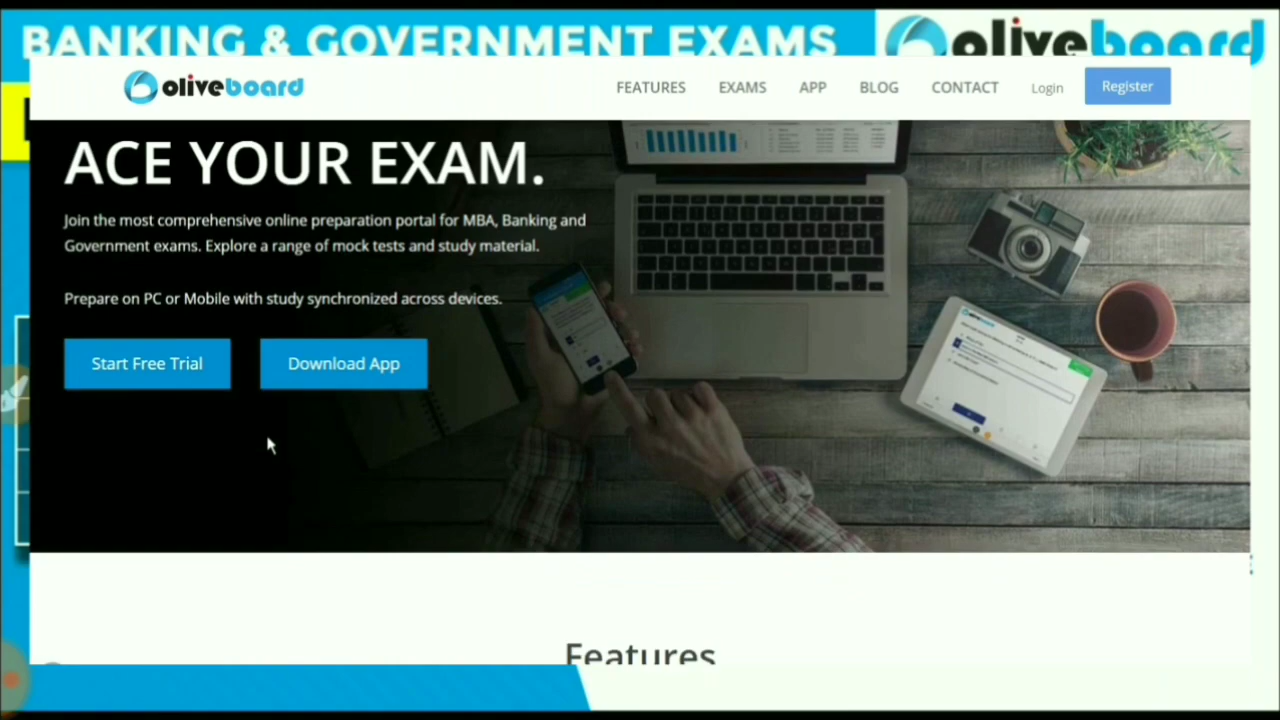 BANKING & GOVERNMENT EXAMS
oliveboard
oliveboard
FEATURES
EXAMS
APP
BLOG
CONTACT
Login
Register
ACE YOUR EXAM.
Join the most comprehensive online preparation portal for MBA, Banking and
Government exams. Explore a range of mock tests and study material.
Prepare on PC or Mobile with study synchronized across devices.
Start Free Trial
Download App
Features